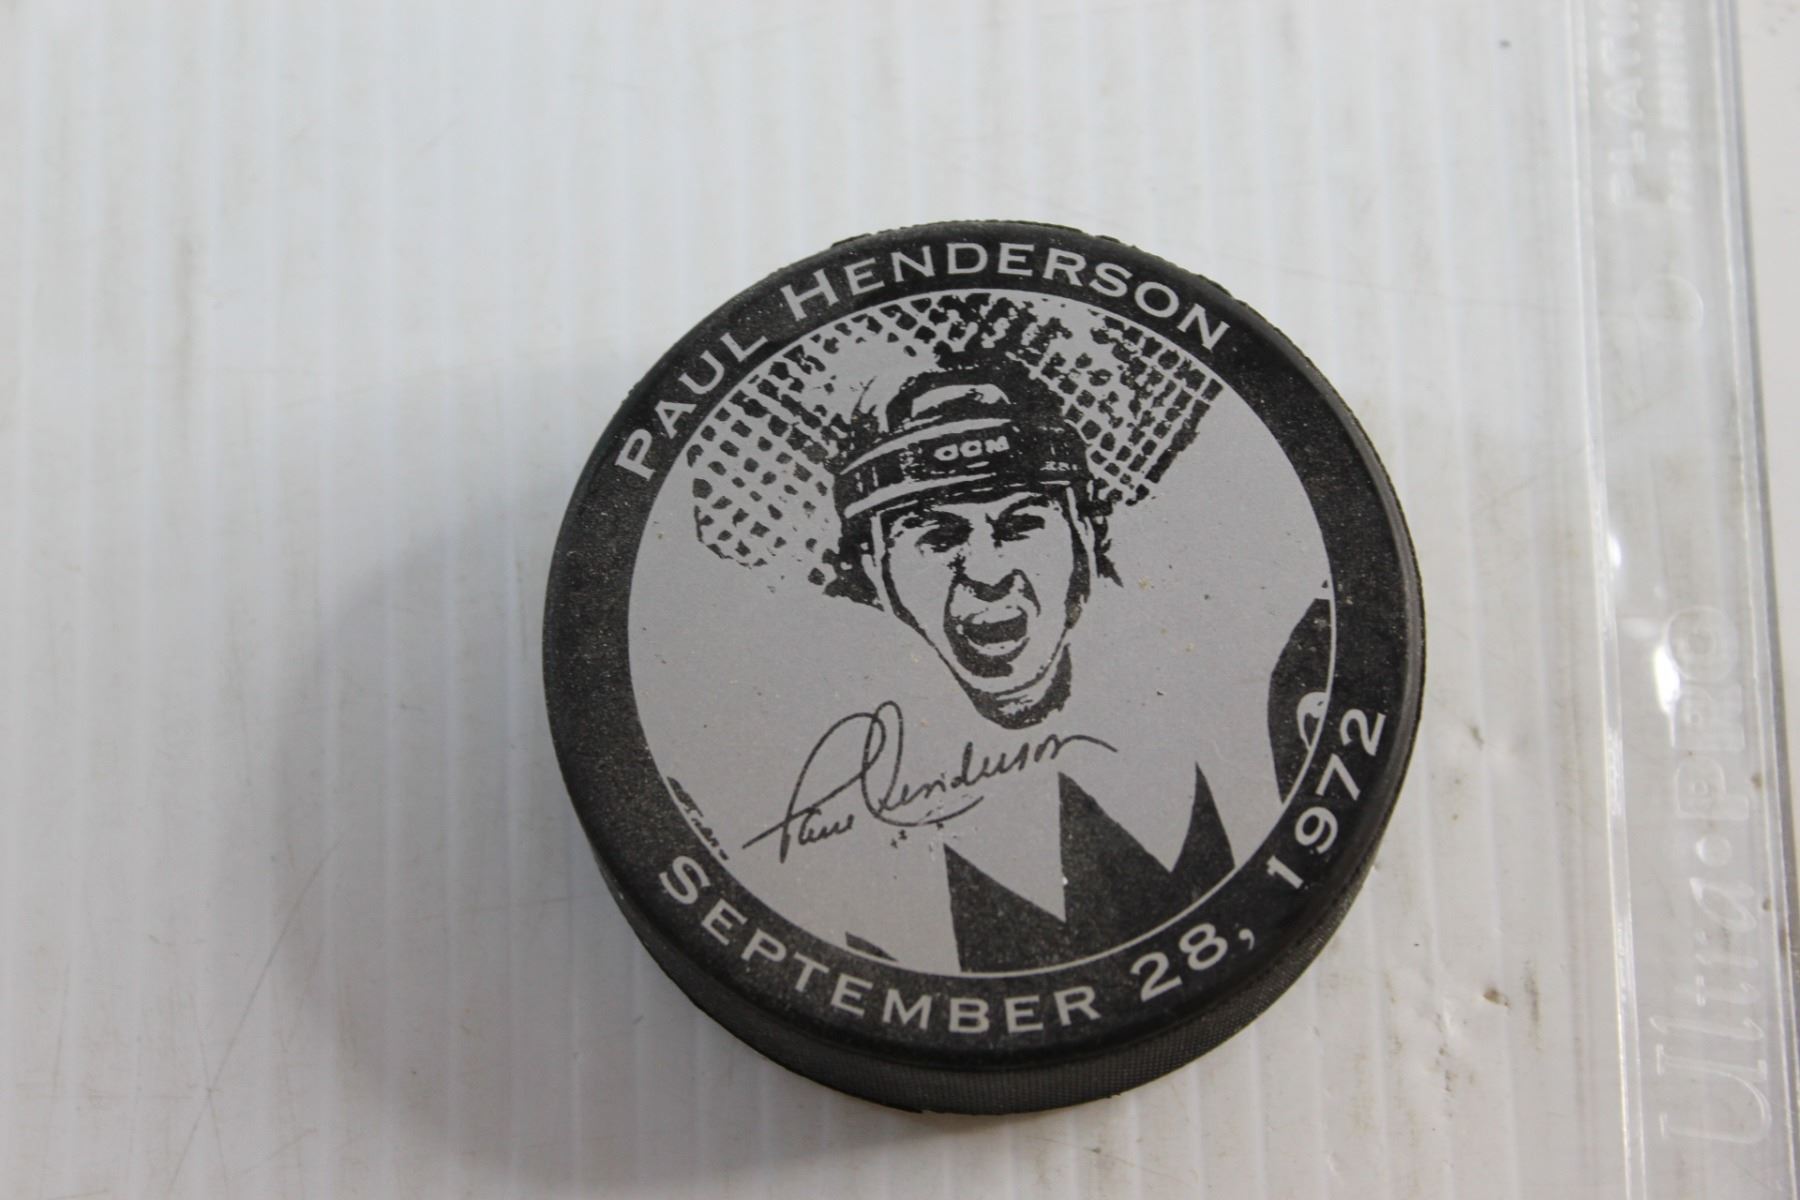 PAUL HENDERSON
CCM
Paul Henderson
SEPTEMBER 28, 1972
Ultra•PRO